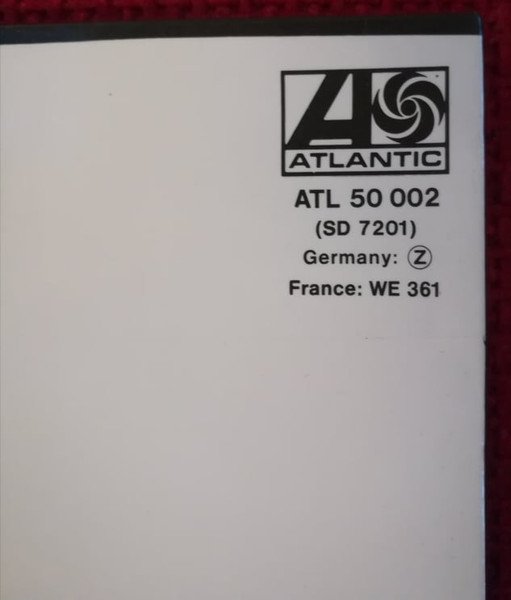 ATLANTIC
ATL 50 002
(SD 7201)
Germany: Ⓩ
France: WE 361